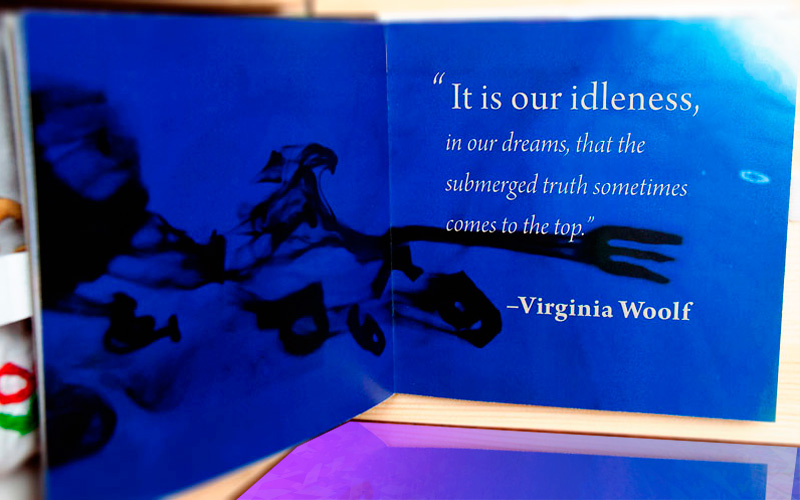 “ It is our idleness,
in our dreams, that the
submerged truth sometimes
comes to the top.”
–Virginia Woolf